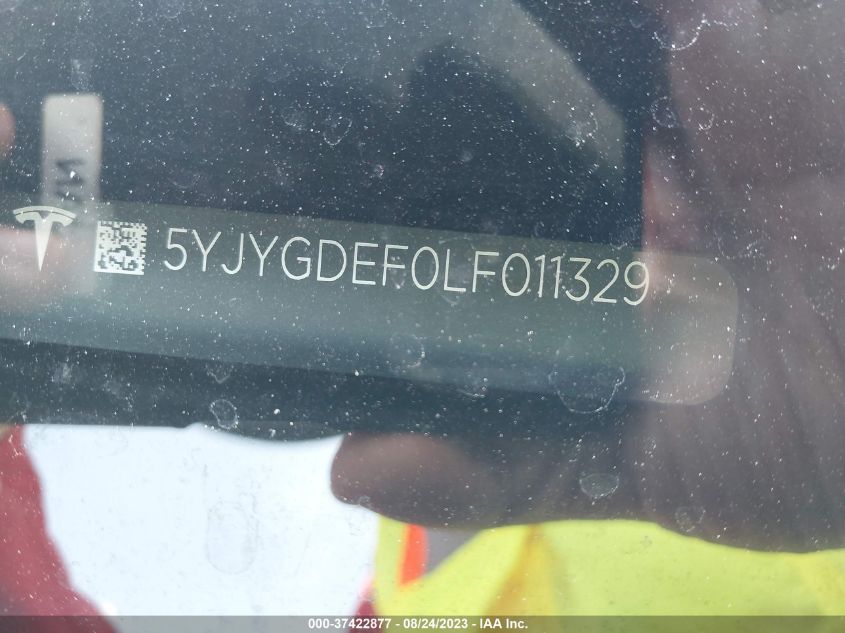 5YJYGDEF0LF011329
000-37422877 - 08/24/2023 - IAA Inc.